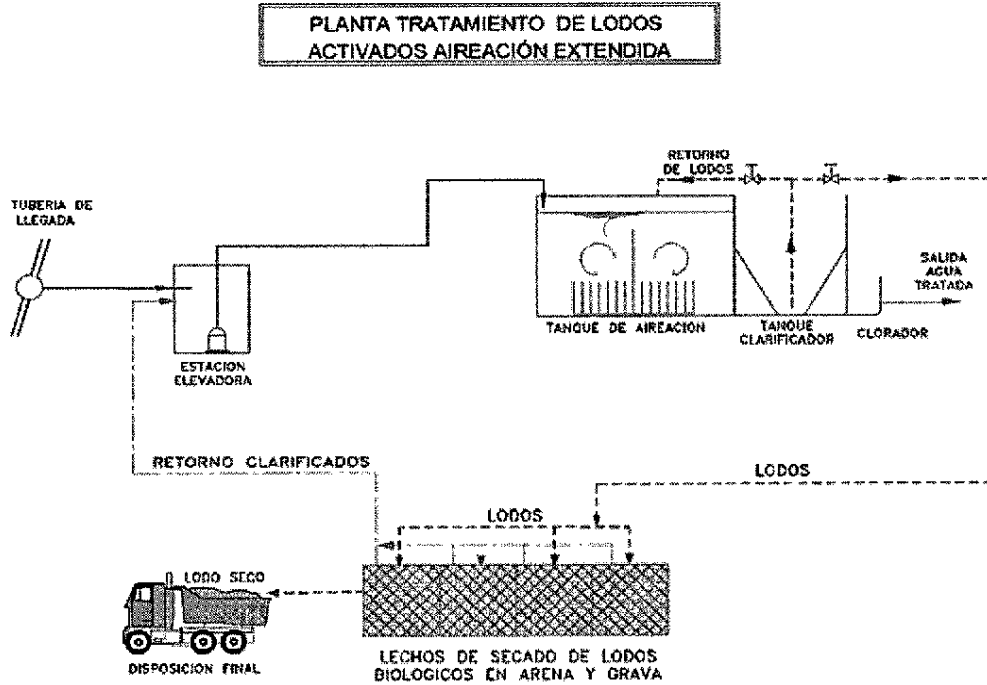 PLANTA TRATAMIENTO DE LODOS
ACTIVADOS AIREACIÓN EXTENDIDA
RETORNO
DE LODOS
TUBERIA DE
LLEGADA
SALIDA
AGUA
TRATADA
TANQUE DE AIREACION
TANQUE
CLARIFICADOR
CLORADOR
ESTACION
ELEVADORA
RETORNO CLARIFICADOS
LODOS
LODOS
LODO SECO
DISPOSICION FINAL
LECHOS DE SECADO DE LODOS
BIOLOGICOS EN ARENA Y GRAVA